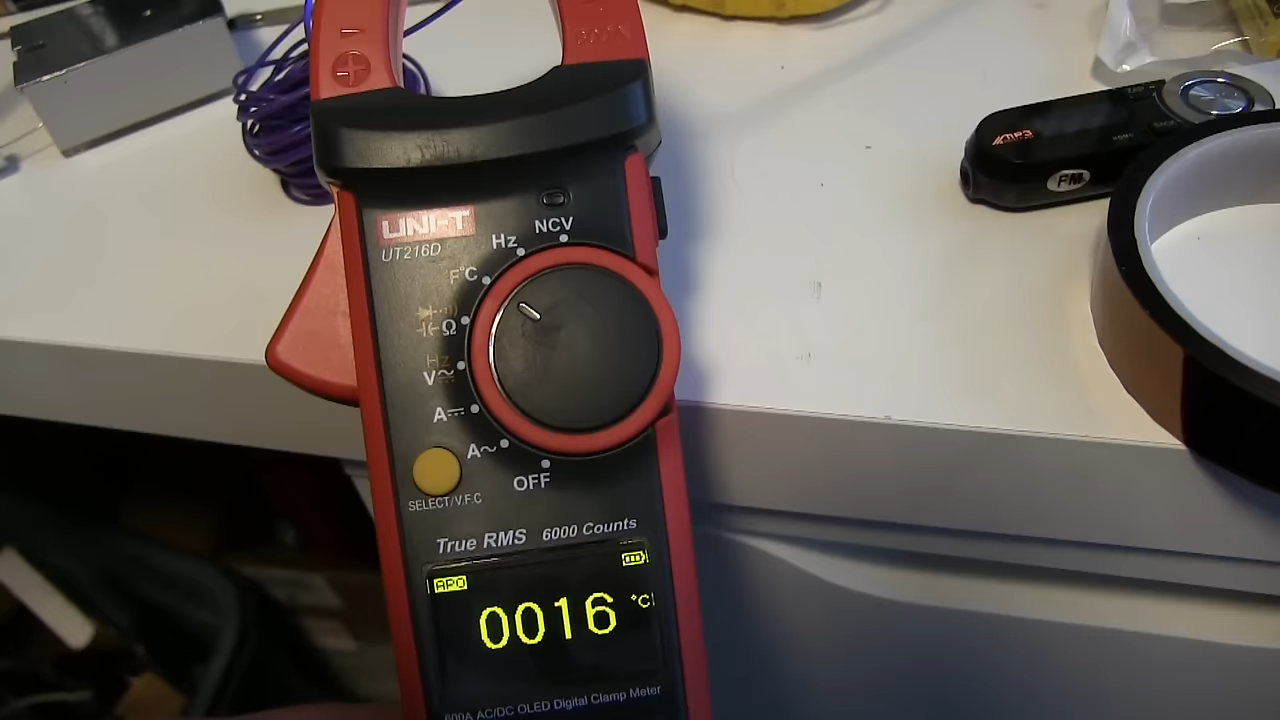 UNI-T
UT216D
NCV
Hz
F°C
Ω
Hz
V
A
A~
OFF
SELECT/V.F.C
True RMS 6000 Counts
APO
0016 °C
600A AC/DC OLED Digital Clamp Meter
MP3
FM